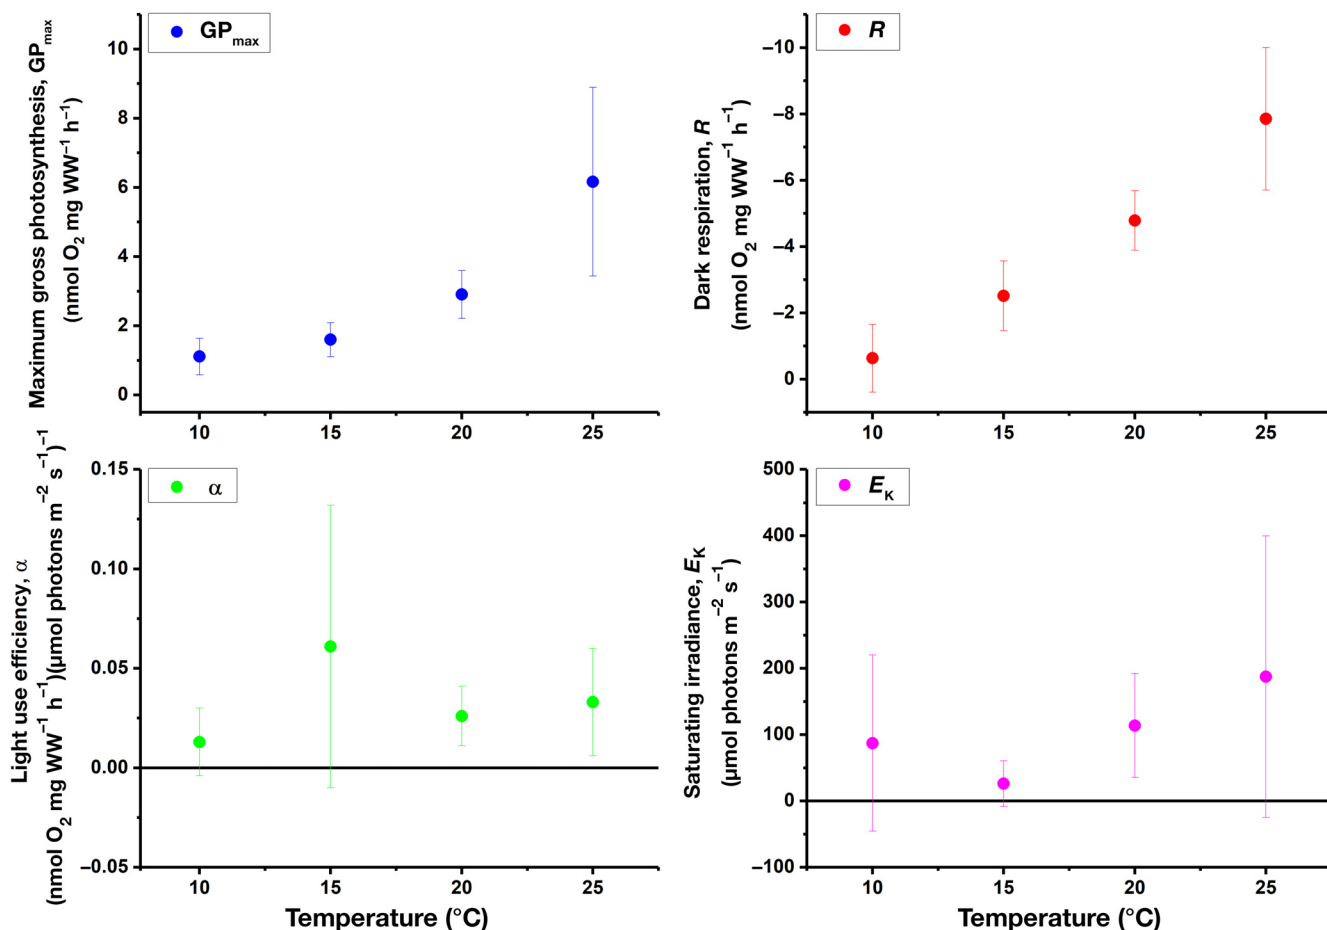 Maximum gross photosynthesis, GPmax
(nmol O2 mg WW−1 h−1)
GPmax
10
8
6
4
2
0
10 15 20 25
Dark respiration, R
(nmol O2 mg WW−1 h−1)
R
−10
−8
−6
−4
−2
0
10 15 20 25
Light use efficiency, α
(nmol O2 mg WW−1 h−1)(µmol photons m−2 s−1)−1
α
0.15
0.10
0.05
0.00
−0.05
10 15 20 25
Temperature (°C)
Saturating irradiance, EK
(µmol photons m−2 s−1)
EK
500
400
300
200
100
0
−100
10 15 20 25
Temperature (°C)